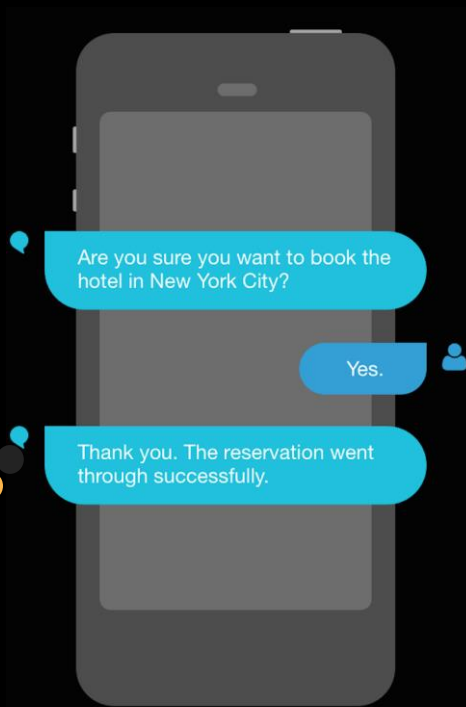 Are you sure you want to book the
hotel in New York City?
Yes.
Thank you. The reservation went
through successfully.